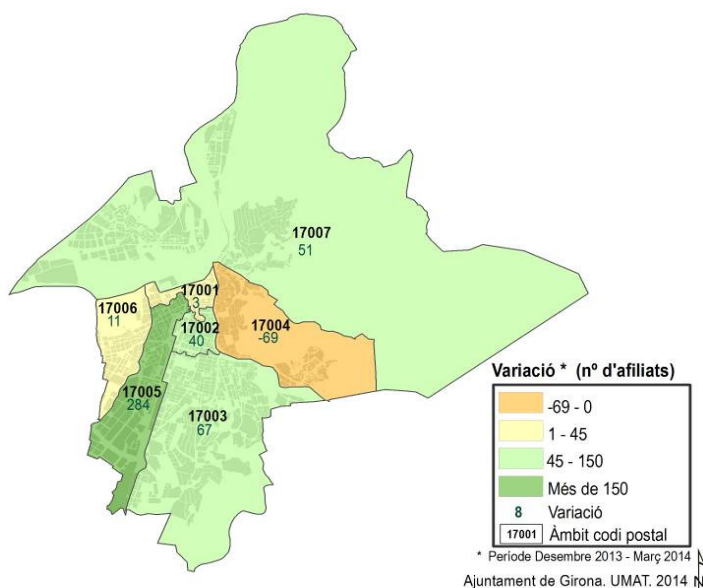 17007
51
17001
3
17006
11
17002
40
17004
-69
17005
284
17003
67
Variació * (nº d'afiliats)
-69 - 0
1 - 45
45 - 150
Més de 150
8 Variació
17001 Àmbit codi postal
* Període Desembre 2013 - Març 2014
Ajuntament de Girona. UMAT, 2014